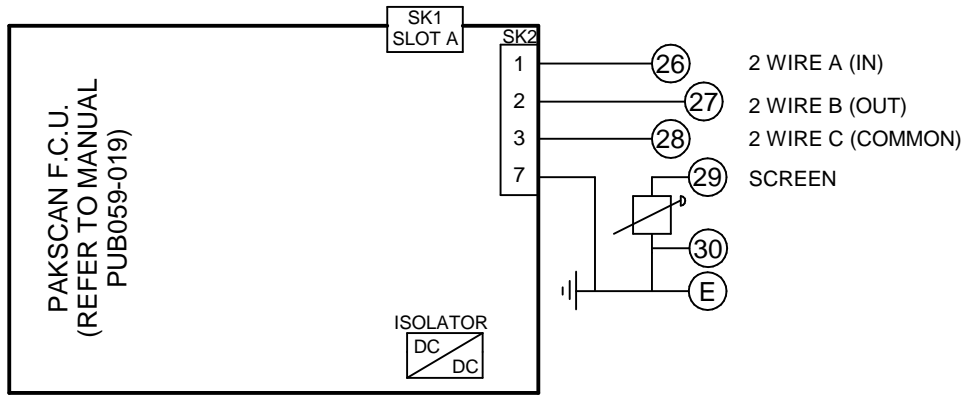 SK1
SLOT A
SK2
1
26
2 WIRE A (IN)
2
27
2 WIRE B (OUT)
3
28
2 WIRE C (COMMON)
7
29
SCREEN
30
E
PAKSCAN F.C.U.
(REFER TO MANUAL
PUB059-019)
ISOLATOR
DC
DC